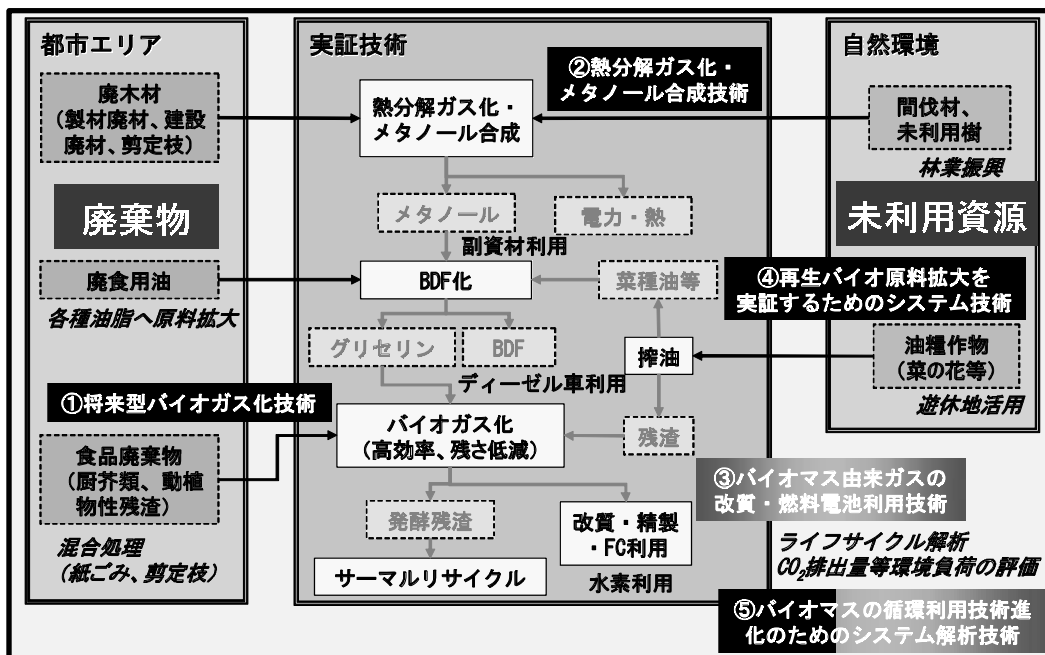 都市エリア
廃木材
(製材廃材、建設
廃材、剪定枝)
廃棄物
廃食用油
各種油脂へ原料拡大
①将来型バイオガス化技術
食品廃棄物
(厨芥類、動植
物性残渣)
混合処理
(紙ごみ、剪定枝)
実証技術
②熱分解ガス化・
メタノール合成技術
熱分解ガス化・
メタノール合成
メタノール
電力・熱
副資材利用
BDF化
菜種油等
グリセリン
BDF
搾油
ディーゼル車利用
バイオガス化
(高効率、残さ低減)
残渣
発酵残渣
改質・精製
・FC利用
サーマルリサイクル
水素利用
自然環境
間伐材、
未利用樹
林業振興
未利用資源
④再生バイオ原料拡大を
実証するためのシステム技術
油糧作物
(菜の花等)
遊休地活用
③バイオマス由来ガスの
改質・燃料電池利用技術
ライフサイクル解析
CO₂排出量等環境負荷の評価
⑤バイオマスの循環利用技術進
化のためのシステム解析技術